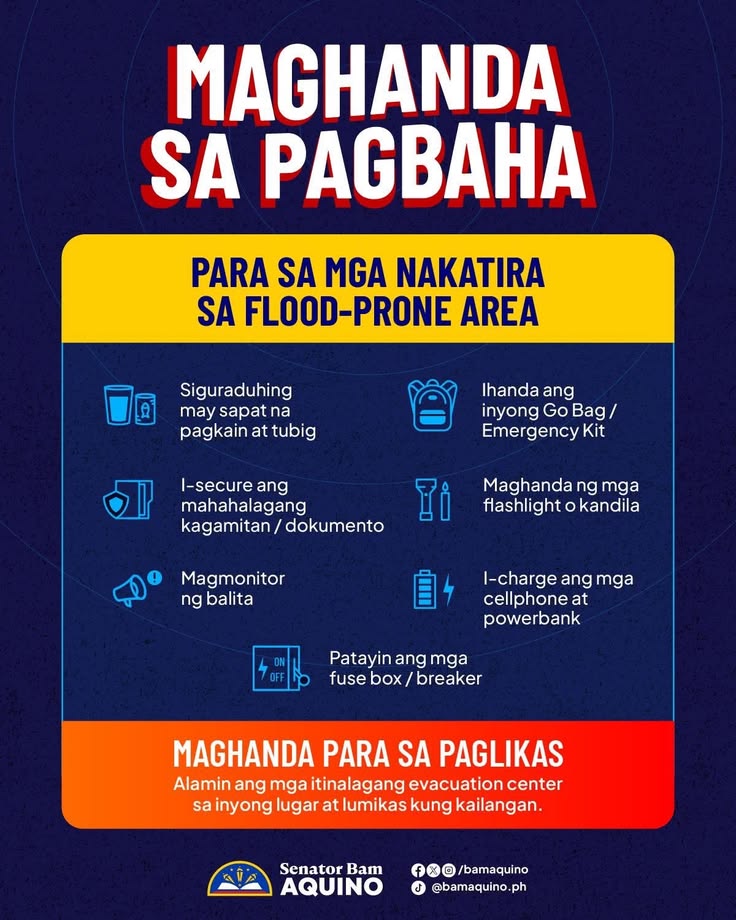 MAGHANDA
SA PAGBAHA
PARA SA MGA NAKATIRA
SA FLOOD-PRONE AREA
Siguraduhing
may sapat na
pagkain at tubig
Ihanda ang
inyong Go Bag /
Emergency Kit
I-secure ang
mahahalagang
kagamitan / dokumento
Maghanda ng mga
flashlight o kandila
Magmonitor
ng balita
I-charge ang mga
cellphone at
powerbank
ON
OFF
Patayin ang mga
fuse box / breaker
MAGHANDA PARA SA PAGLIKAS
Alamin ang mga itinalagang evacuation center
sa inyong lugar at lumikas kung kailangan.
Senator Bam
AQUINO
/bamaquino
@bamaquino.ph